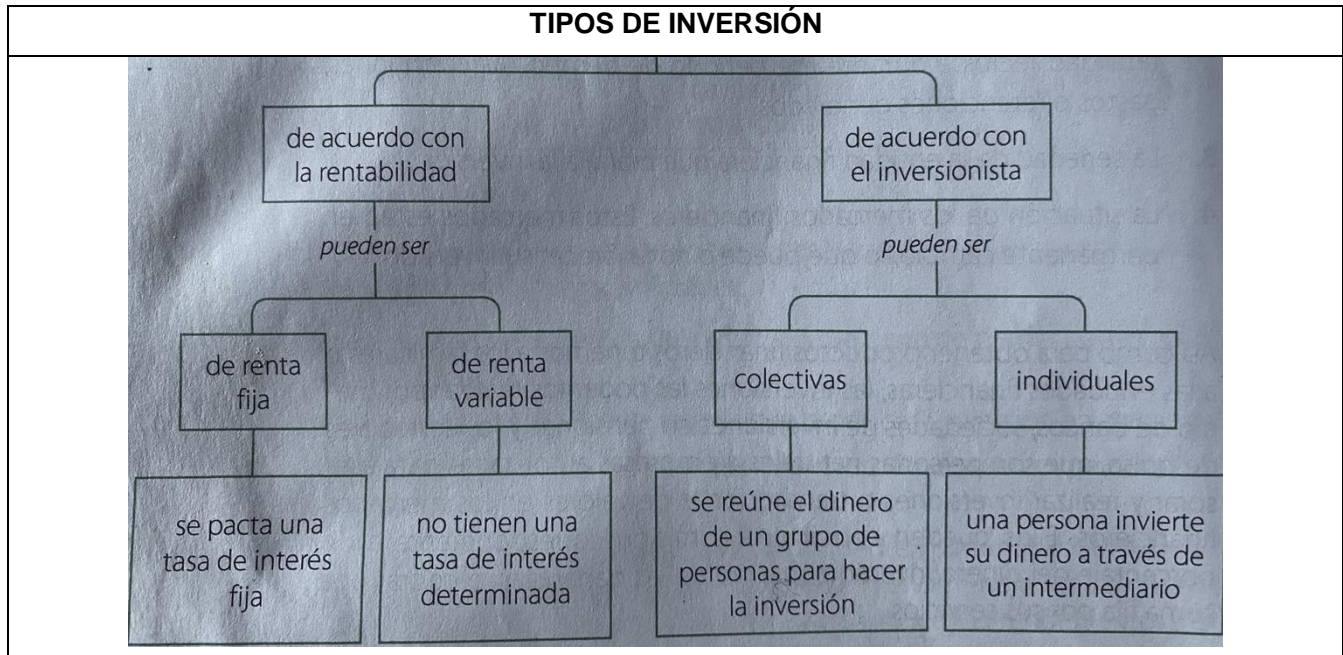 TIPOS DE INVERSIÓN
de acuerdo con
la rentabilidad
de acuerdo con
el inversionista
pueden ser
pueden ser
de renta
fija
de renta
variable
colectivas
individuales
se pacta una
tasa de interés
fija
no tienen una
tasa de interés
determinada
se reúne el dinero
de un grupo de
personas para hacer
la inversión
una persona invierte
su dinero a través de
un intermediario